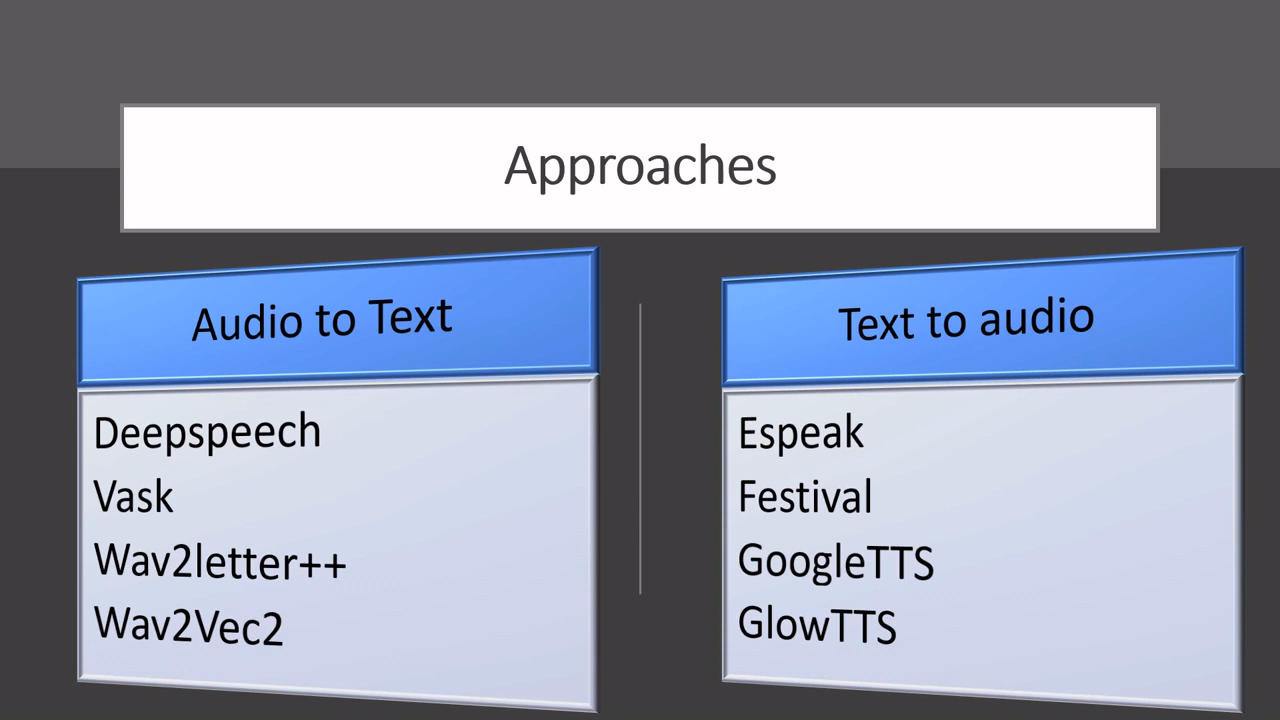 Approaches
Audio to Text
Deepspeech
Vask
Wav2letter++
Wav2Vec2
Text to audio
Espeak
Festival
GoogleTTS
GlowTTS